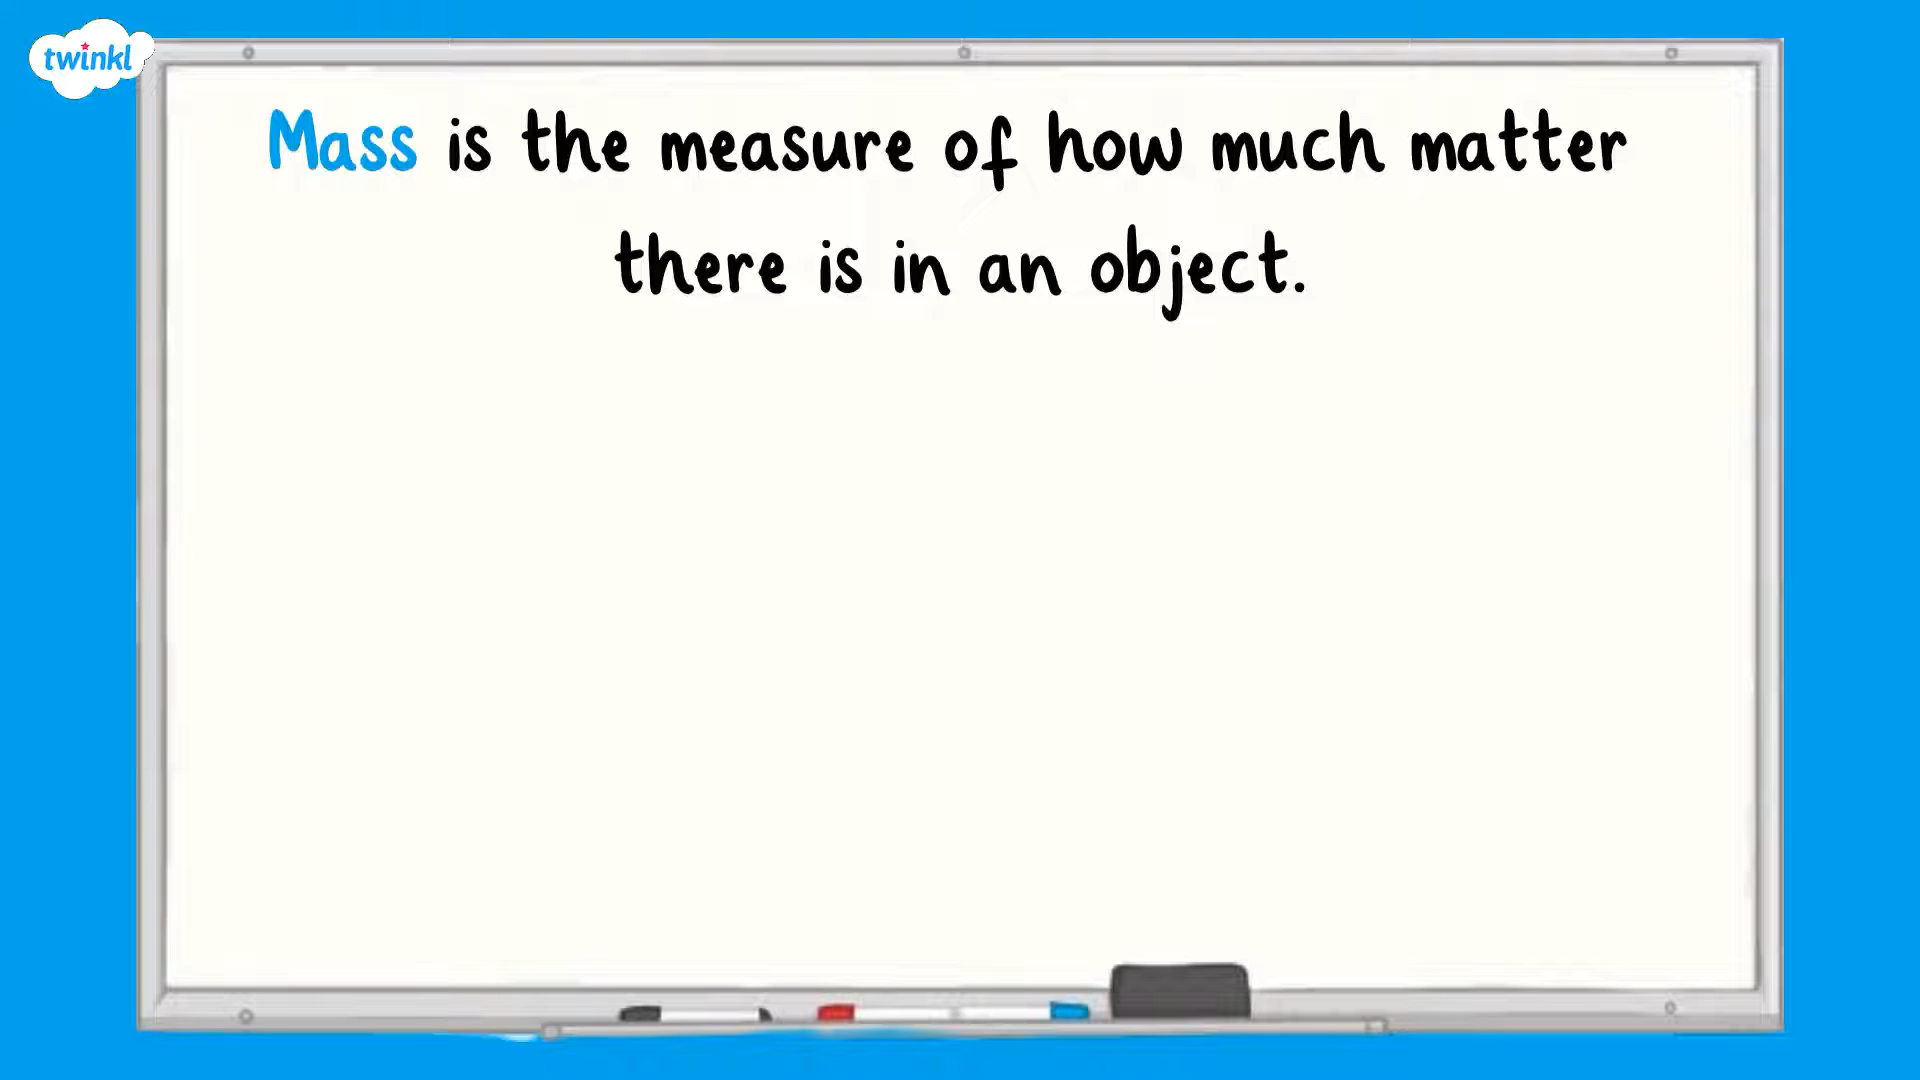 twinkl
Mass is the measure of how much matter
there is in an object.